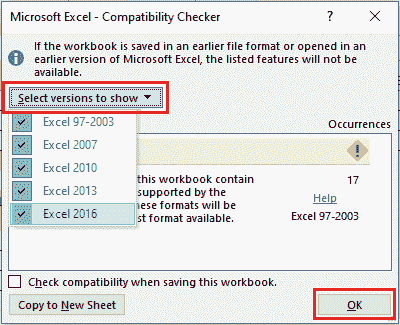 Microsoft Excel - Compatibility Checker
If the workbook is saved in an earlier file format or opened in an
earlier version of Microsoft Excel, the listed features will not be
available.
Select versions to show
Occurrences
Excel 97-2003
Excel 2007
Excel 2010
Excel 2013
Excel 2016
this workbook contain
supported by the
these formats will be
st format available.
17
Help
Excel 97-2003
Check compatibility when saving this workbook.
Copy to New Sheet
OK